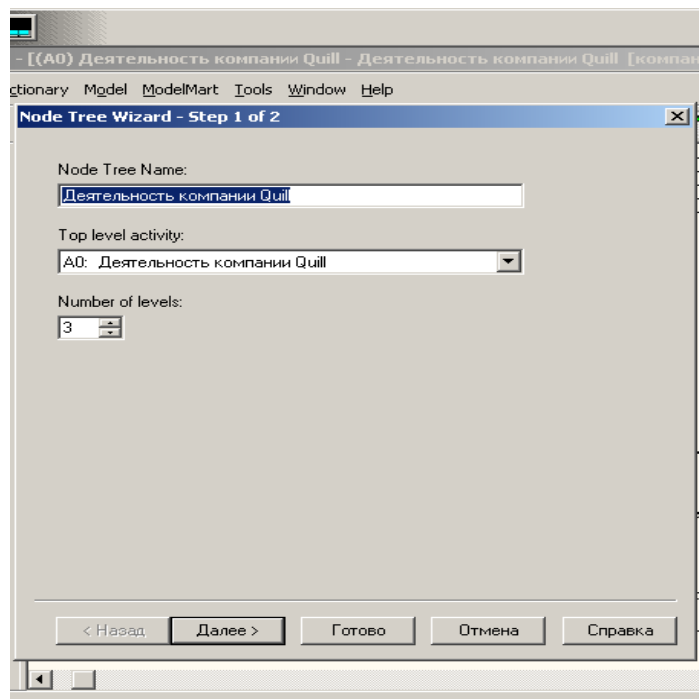 - [(A0) Деятельность компании Quill - Деятельность компании Quill [компан
ctionary Model ModelMart Tools Window Help
Node Tree Wizard - Step 1 of 2
Node Tree Name:
Деятельность компании Quill
Top level activity:
A0: Деятельность компании Quill
Number of levels:
3
< Назад Далее > Готово Отмена Справка